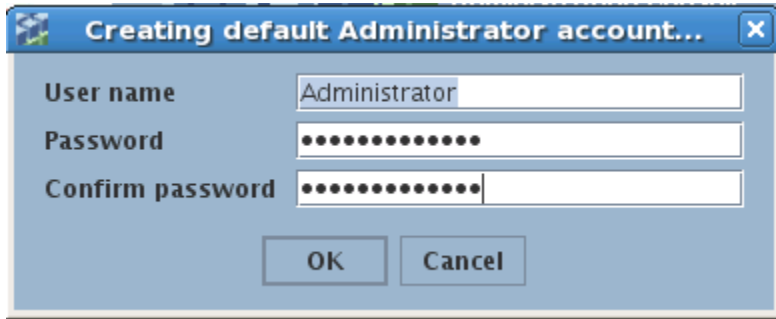 Creating default Administrator account...
User name Administrator
Password •••••••••••••
Confirm password •••••••••••••
OK Cancel